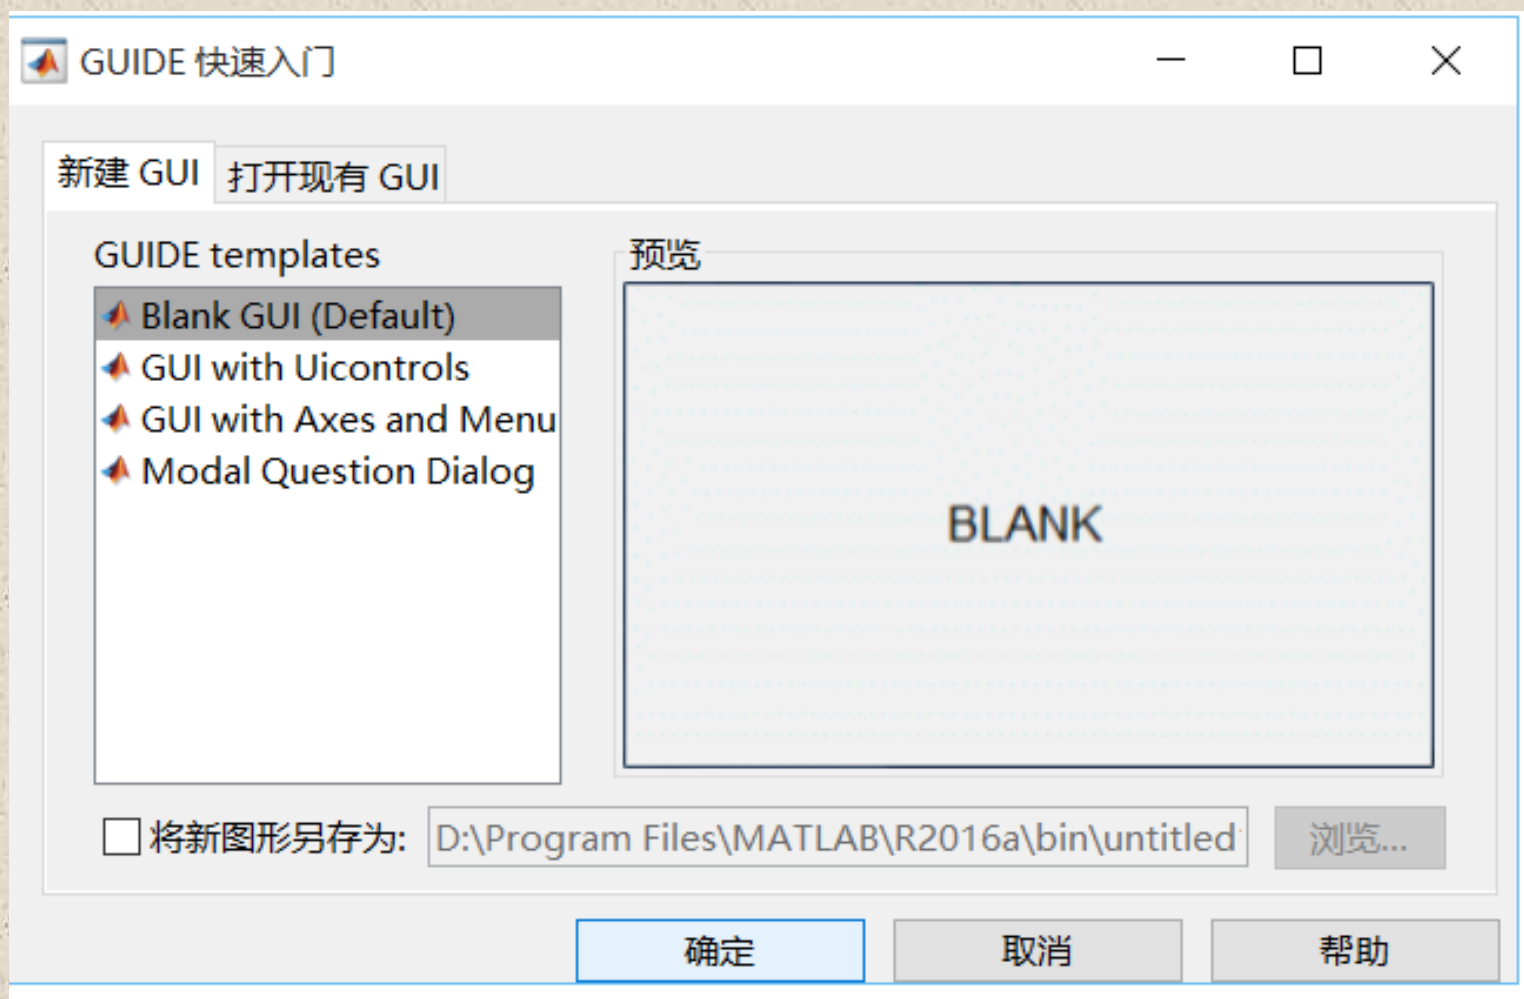 GUIDE 快速入门
新建 GUI
打开现有 GUI
GUIDE templates
预览
Blank GUI (Default)
GUI with Uicontrols
GUI with Axes and Menu
Modal Question Dialog
BLANK
将新图形另存为:
D:\Program Files\MATLAB\R2016a\bin\untitled
浏览...
确定
取消
帮助